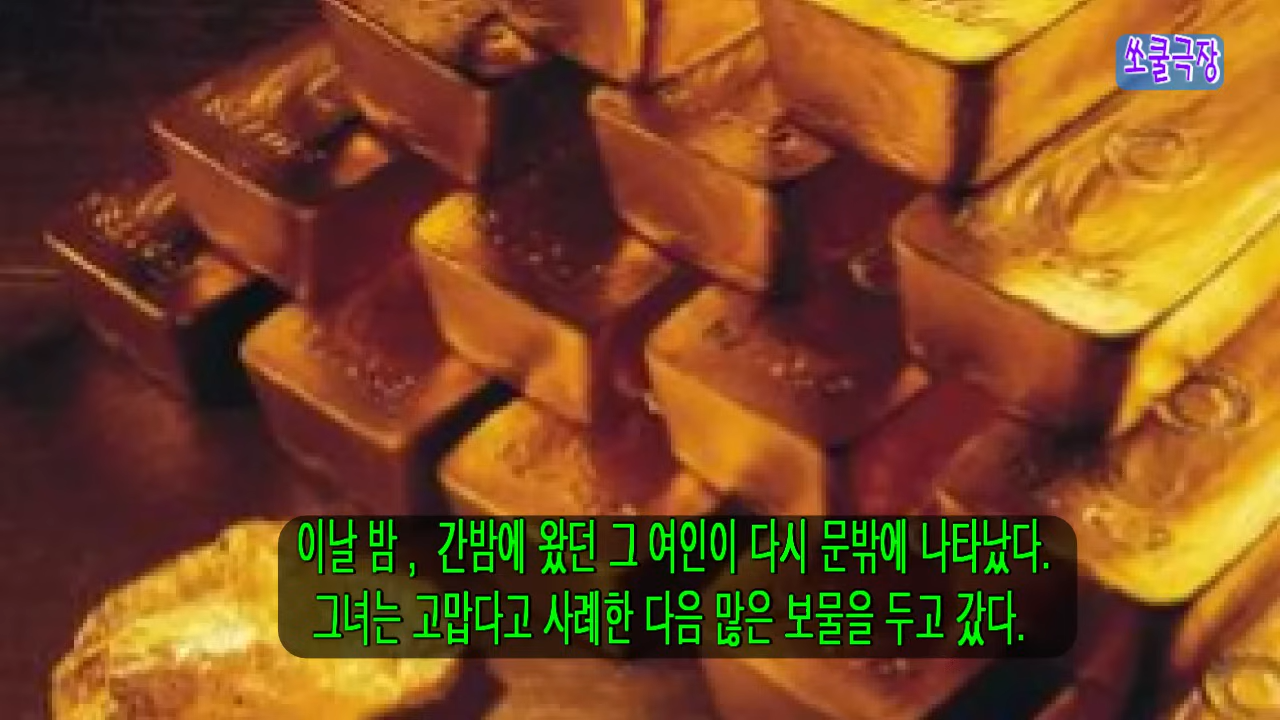 쏘쿨극장
이날 밤 , 간밤에 왔던 그 여인이 다시 문밖에 나타났다.
그녀는 고맙다고 사례한 다음 많은 보물을 두고 갔다.